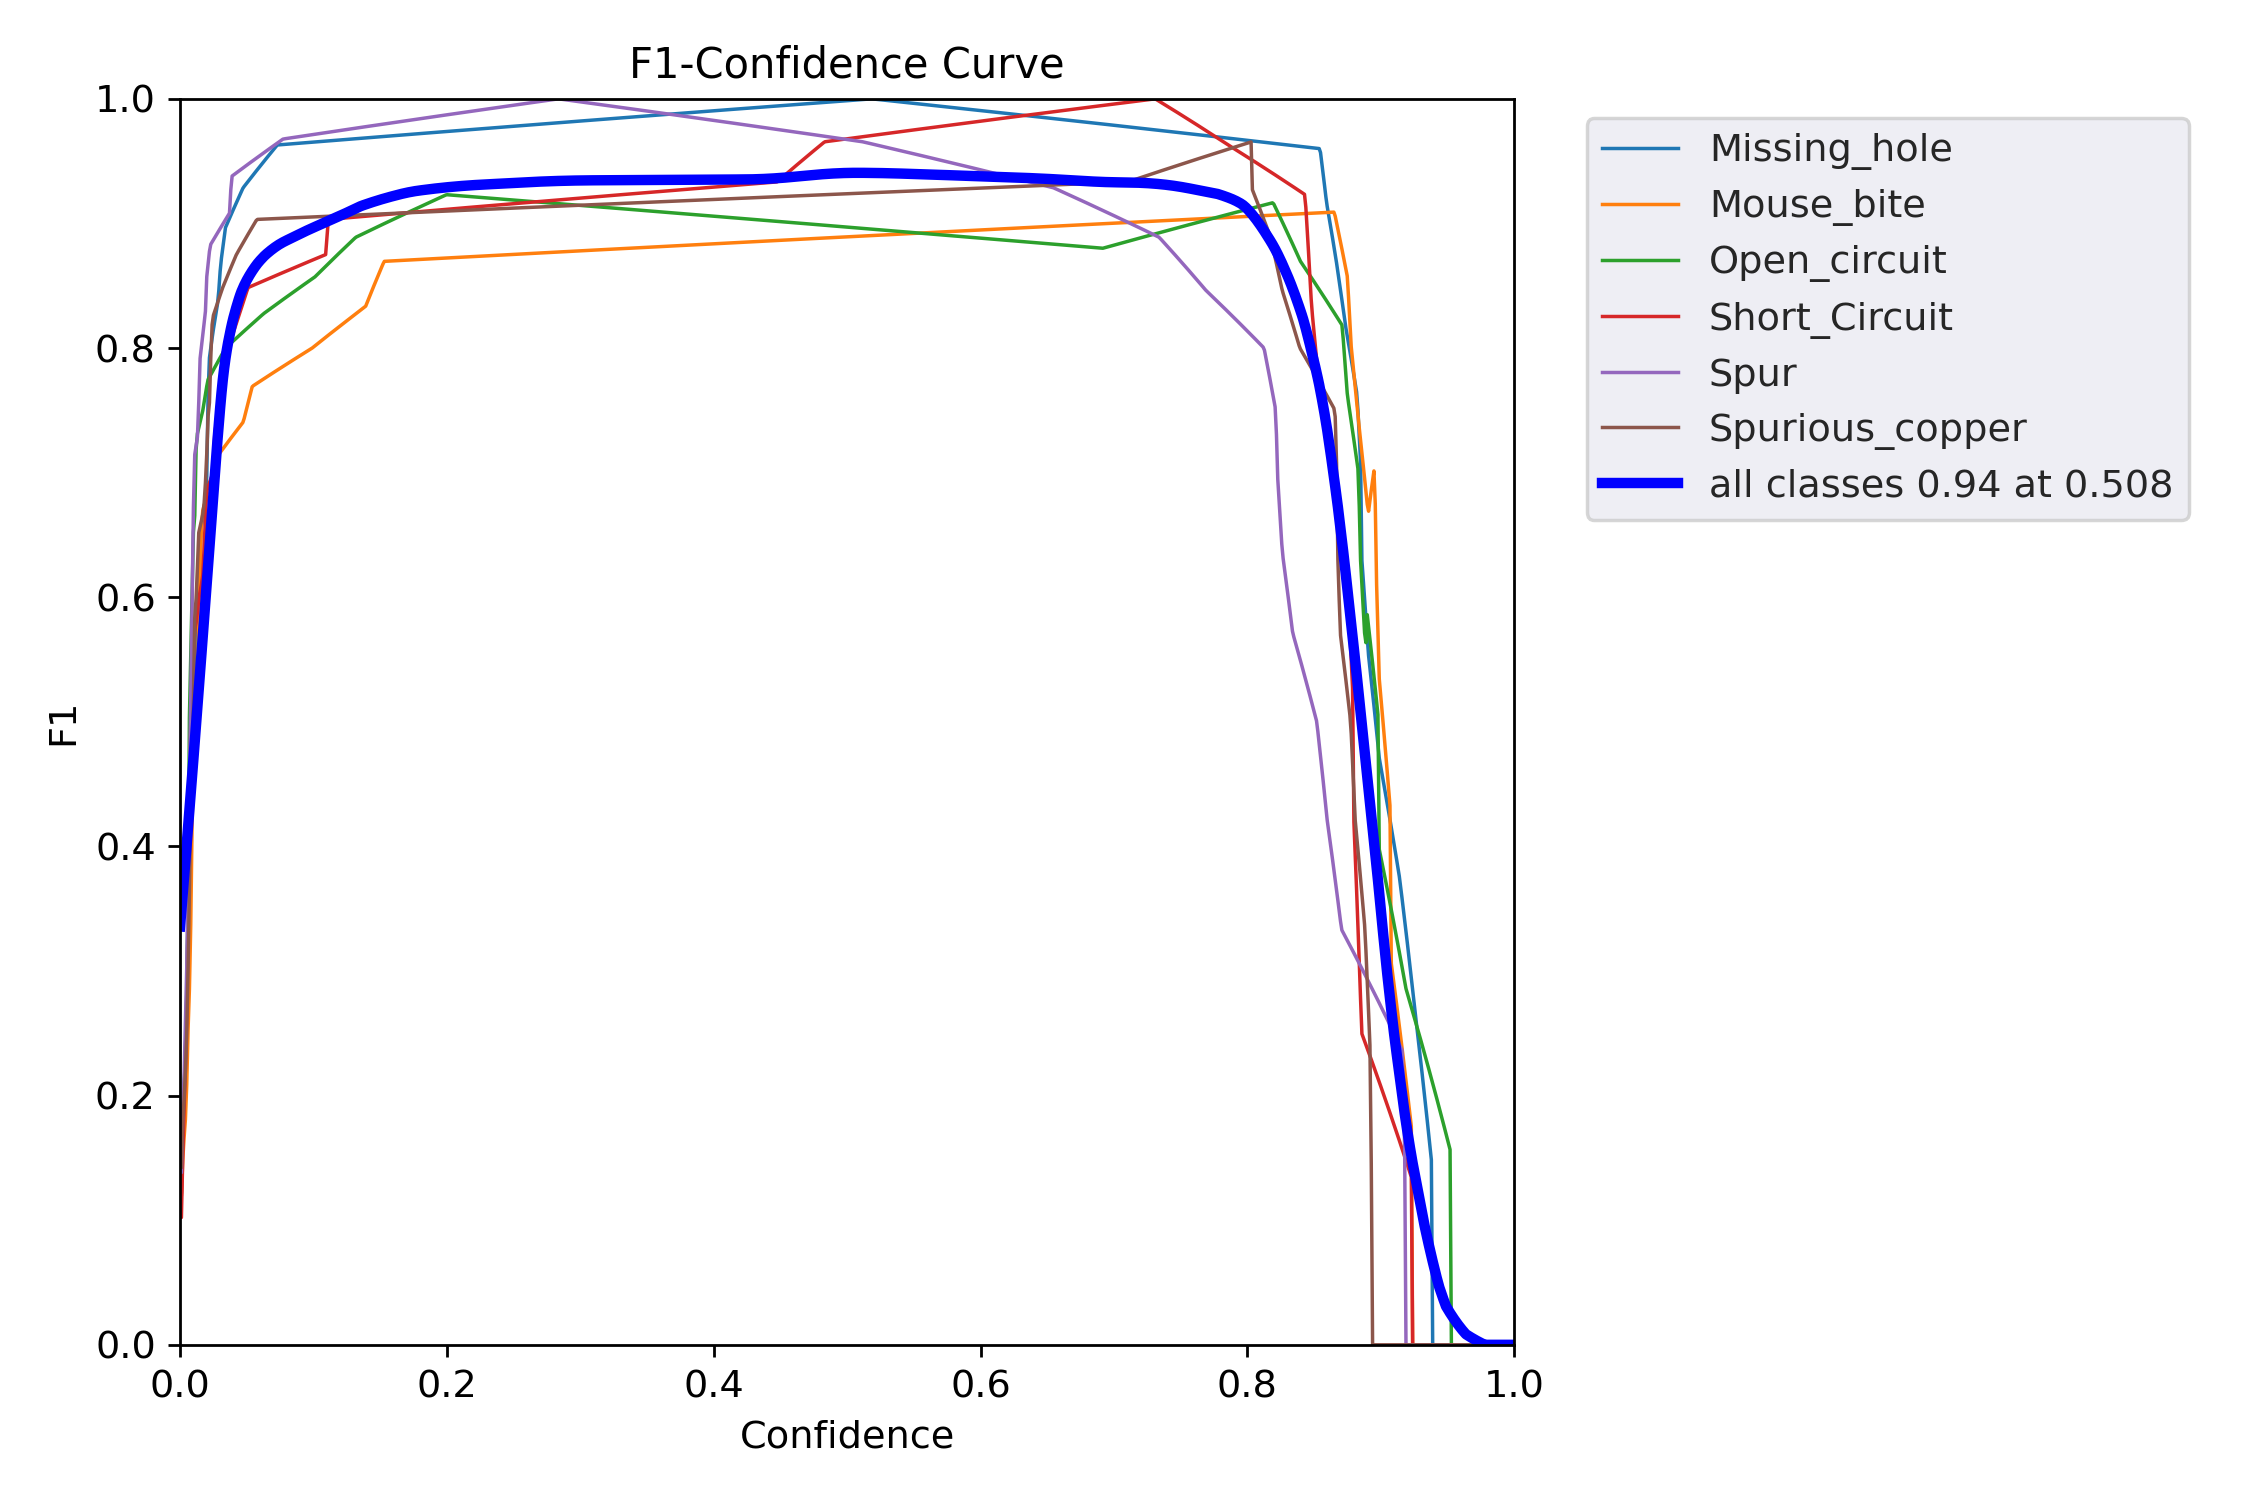 F1-Confidence Curve
1.0
0.8
0.6
0.4
0.2
0.0
F1
0.0 0.2 0.4 0.6 0.8 1.0
Confidence
Missing_hole
Mouse_bite
Open_circuit
Short_Circuit
Spur
Spurious_copper
all classes 0.94 at 0.508